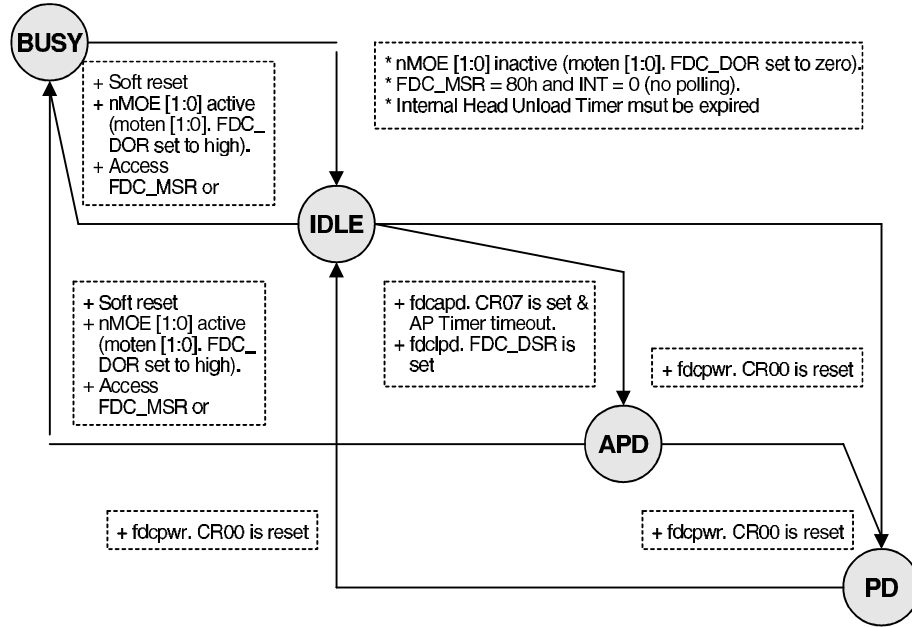 BUSY
* nMOE [1:0] inactive (moten [1:0]. FDC_DOR set to zero).
* FDC_MSR = 80h and INT = 0 (no polling).
* Internal Head Unload Timer msut be expired
+ Soft reset
+ nMOE [1:0] active
(moten [1:0]. FDC_
DOR set to high).
+ Access
FDC_MSR or
IDLE
+ Soft reset
+ nMOE [1:0] active
(moten [1:0]. FDC_
DOR set to high).
+ Access
FDC_MSR or
+ fdcapd. CR07 is set &
AP Timer timeout.
+ fdclpd. FDC_DSR is
set
+ fdcpwr. CR00 is reset
APD
+ fdcpwr. CR00 is reset
+ fdcpwr. CR00 is reset
PD